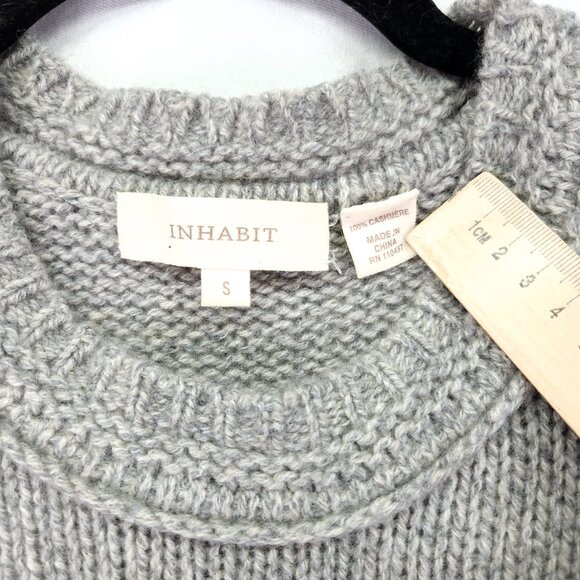 INHABIT
S
100% CASHMERE
MADE IN
CHINA
RN
1CM 2 3 4